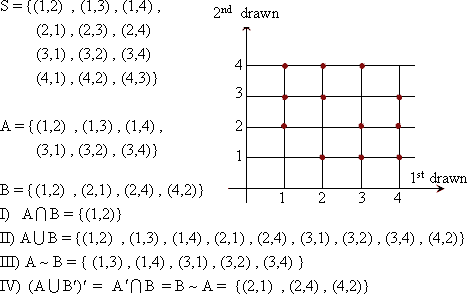 S = {(1,2) , (1,3) , (1,4) ,
(2,1) , (2,3) , (2,4)
(3,1) , (3,2) , (3,4)
(4,1) , (4,2) , (4,3)}
A = {(1,2) , (1,3) , (1,4) ,
(3,1) , (3,2) , (3,4)}
B = {(1,2) , (2,1) , (2,4) , (4,2)}
I) A ⋂ B = {(1,2)}
II) A ⋃ B = {(1,2) , (1,3) , (1,4) , (2,1) , (2,4) , (3,1) , (3,2) , (3,4) , (4,2)}
III) A ~ B = { (1,3) , (1,4) , (3,1) , (3,2) , (3,4) }
IV) (A ⋃ B′)′ = A′⋂ B = B ~ A = {(2,1) , (2,4) , (4,2)}
2nd drawn
4
3
2
1
1 2 3 4
1st drawn